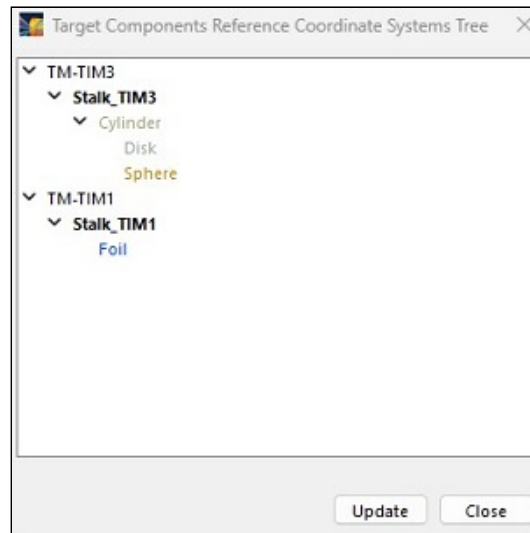 Target Components Reference Coordinate Systems Tree
TM-TIM3
Stalk_TIM3
Cylinder
Disk
Sphere
TM-TIM1
Stalk_TIM1
Foil
Update Close